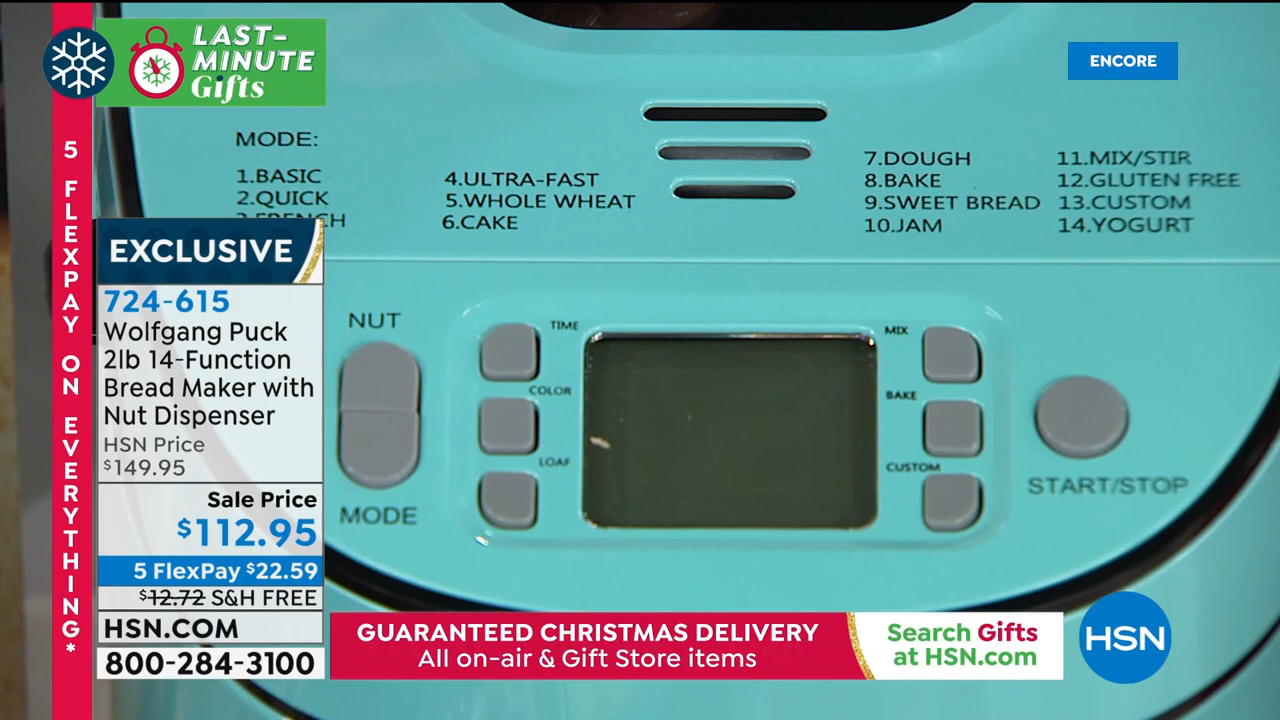 LAST-
MINUTE
Gifts
ENCORE
5 FLEXPAY ON EVERYTHING*
MODE:
1.BASIC
2.QUICK
3.FRENCH
4.ULTRA-FAST
5.WHOLE WHEAT
6.CAKE
7.DOUGH
8.BAKE
9.SWEET BREAD
10.JAM
11.MIX/STIR
12.GLUTEN FREE
13.CUSTOM
14.YOGURT
EXCLUSIVE
724-615
Wolfgang Puck
2lb 14-Function
Bread Maker with
Nut Dispenser
HSN Price
$149.95
Sale Price
$112.95
5 FlexPay $22.59
$12.72 S&H FREE
HSN.COM
800-284-3100
NUT
MODE
TIME
COLOR
LOAF
MIX
BAKE
CUSTOM
START/STOP
GUARANTEED CHRISTMAS DELIVERY
All on-air & Gift Store items
Search Gifts
at HSN.com
HSN